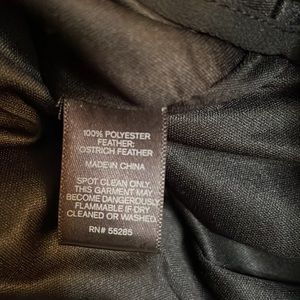 100% POLYESTER
FEATHER:
OSTRICH FEATHER
MADE IN CHINA
SPOT CLEAN ONLY.
THIS GARMENT MAY
BECOME DANGEROUSLY
FLAMMABLE IF DRY
CLEANED OR WASHED.
RN# 55285